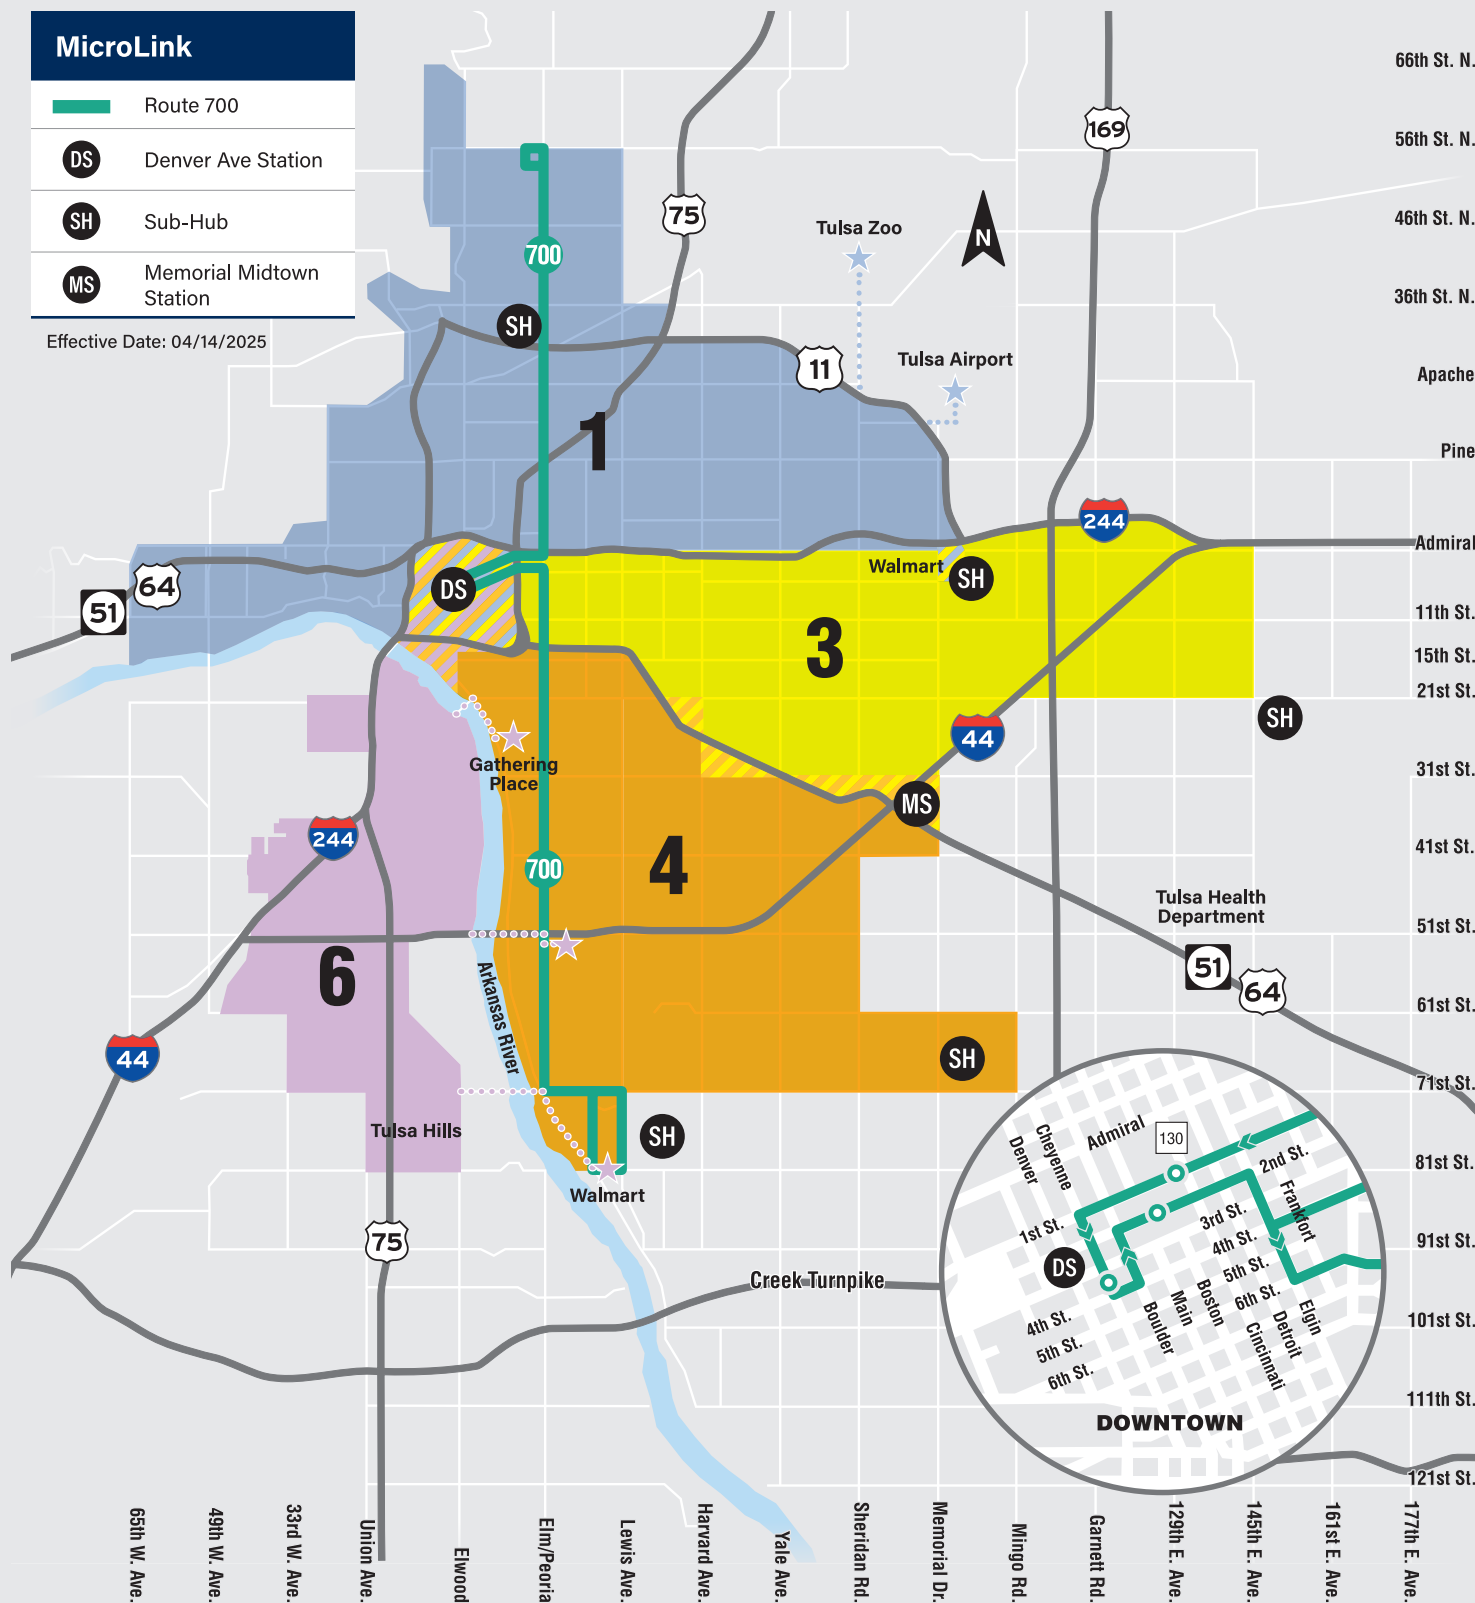 MicroLink
Route 700
DS
Denver Ave Station
SH
Sub-Hub
MS
Memorial Midtown
Station
Effective Date: 04/14/2025
66th St. N.
56th St. N.
46th St. N.
36th St. N.
Apache
Pine
Admiral
11th St.
15th St.
21st St.
31st St.
41st St.
51st St.
61st St.
71st St.
81st St.
91st St.
101st St.
111th St.
121st St.
169
75
N
Tulsa Zoo
700
SH
Tulsa Airport
11
1
244
64
51
DS
Walmart
SH
3
SH
44
Gathering
Place
MS
244
4
700
Tulsa Health
Department
51
64
6
Arkansas River
44
SH
Tulsa Hills
SH
Walmart
75
Creek Turnpike
Denver
Cheyenne
Admiral
130
2nd St.
Frankfort
1st St.
3rd St.
4th St.
5th St.
6th St.
DS
4th St.
5th St.
6th St.
Boulder
Main
Boston
Cincinnati
Detroit
Elgin
DOWNTOWN
65th W. Ave.
49th W. Ave.
33rd W. Ave.
Union Ave.
Elwood
Elm/Peoria
Lewis Ave.
Harvard Ave.
Yale Ave.
Sheridan Rd.
Memorial Dr.
Mingo Rd.
Garnett Rd.
129th E. Ave.
145th E. Ave.
161st E. Ave.
177th E. Ave.